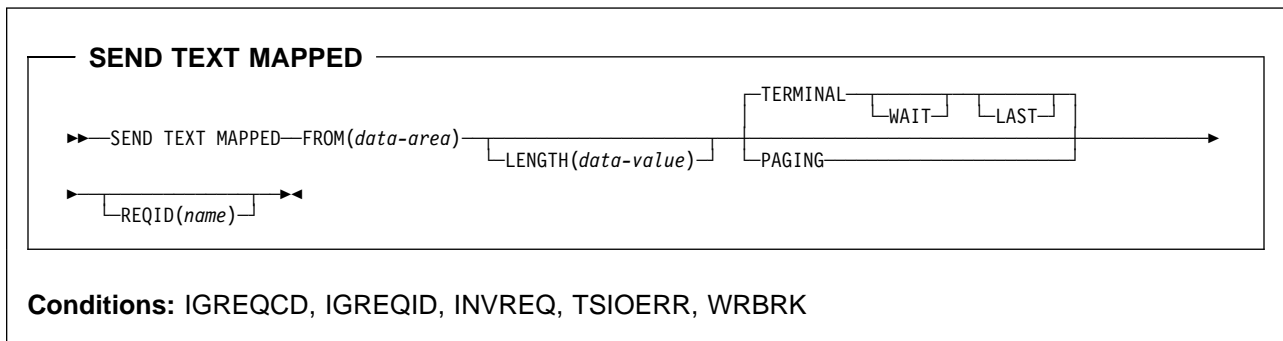 SEND TEXT MAPPED
TERMINAL
WAIT LAST
SEND TEXT MAPPED FROM(data-area)
LENGTH(data-value) PAGING
REQID(name)
Conditions: IGREQCD, IGREQID, INVREQ, TSIOERR, WRBRK